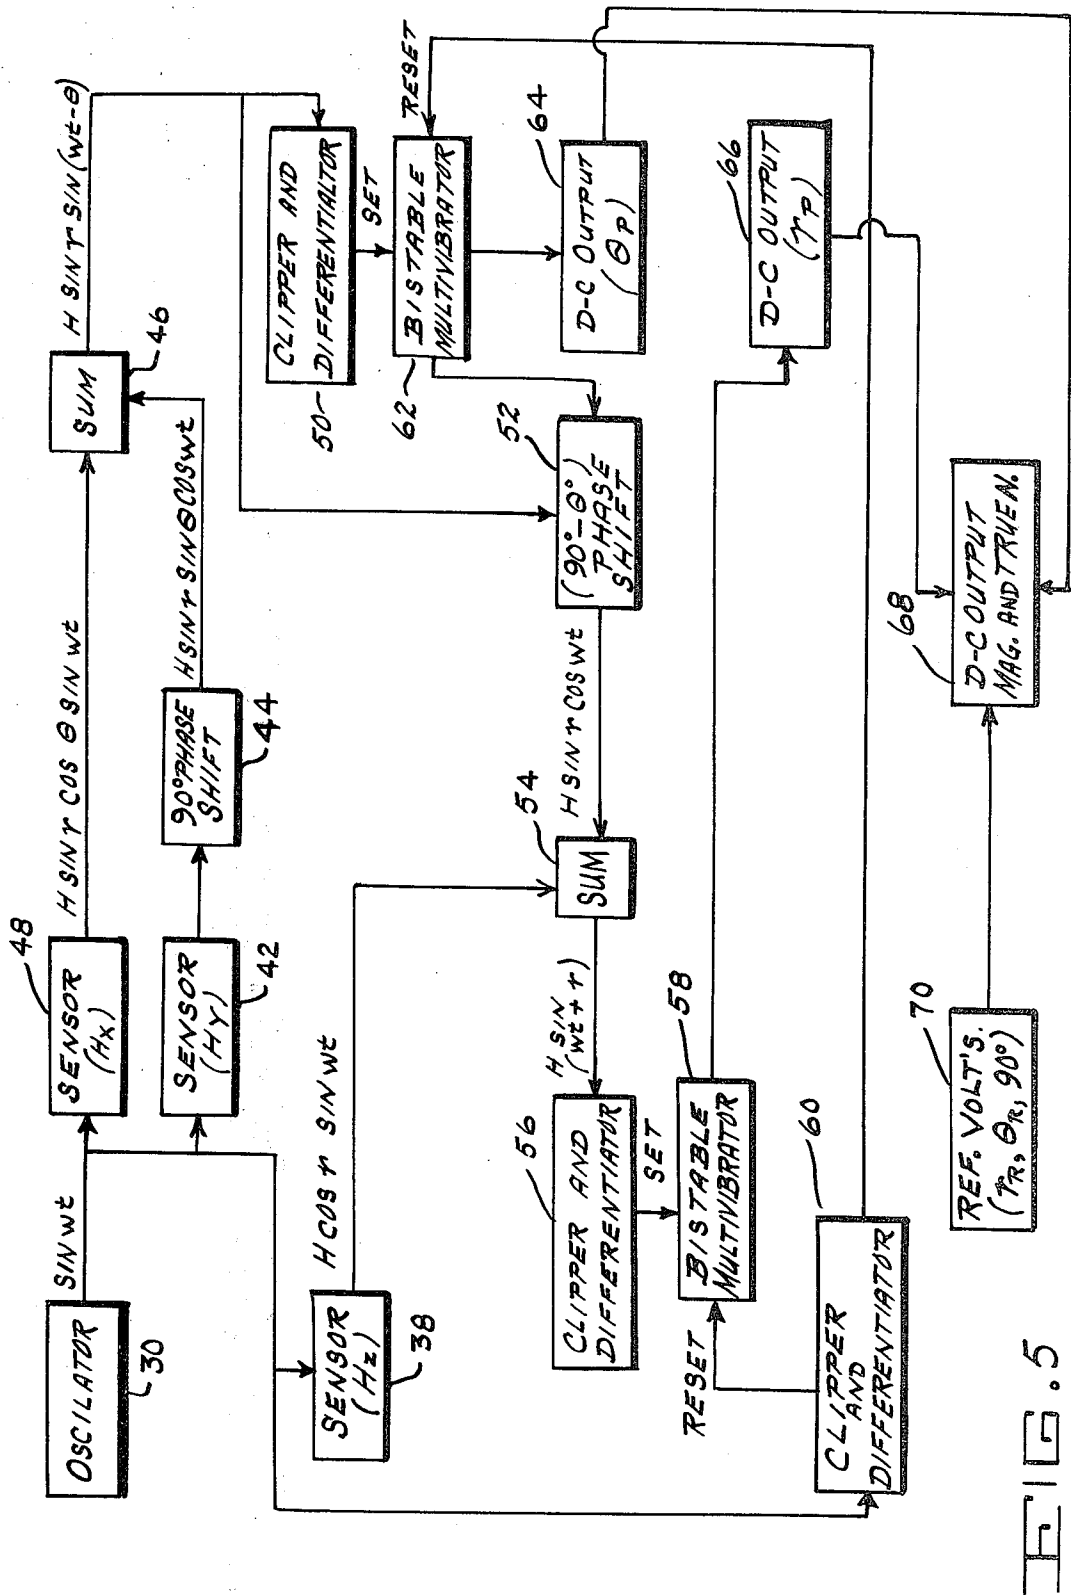 OSCILATOR
30
SIN wt
SENSOR
(Hx)
48
H SIN r COS θ SIN wt
SUM
46
H SIN r SIN (wt-θ)
SENSOR
(HY)
42
90° PHASE
SHIFT
44
H SIN r SIN θ COS wt
SENSOR
(Hz)
38
H COS r SIN wt
CLIPPER AND
DIFFERENTIALTOR
50
SET
BISTABLE
MULTIVIBRATOR
62
RESET
(90°-θ°)
PHASE
SHIFT
52
H SIN r COS wt
D-C OUTPUT
(θP)
64
SUM
54
H SIN
(wt + r)
CLIPPER AND
DIFFERENTIATOR
56
SET
BISTABLE
MULTIVIBRATOR
58
RESET
D-C OUTPUT
(rP)
66
CLIPPER
AND
DIFFERENTIATOR
60
REF. VOLT'S.
(rR, θR, 90°)
70
D-C OUTPUT
MAG. AND TRUE N.
68
FIG. 5